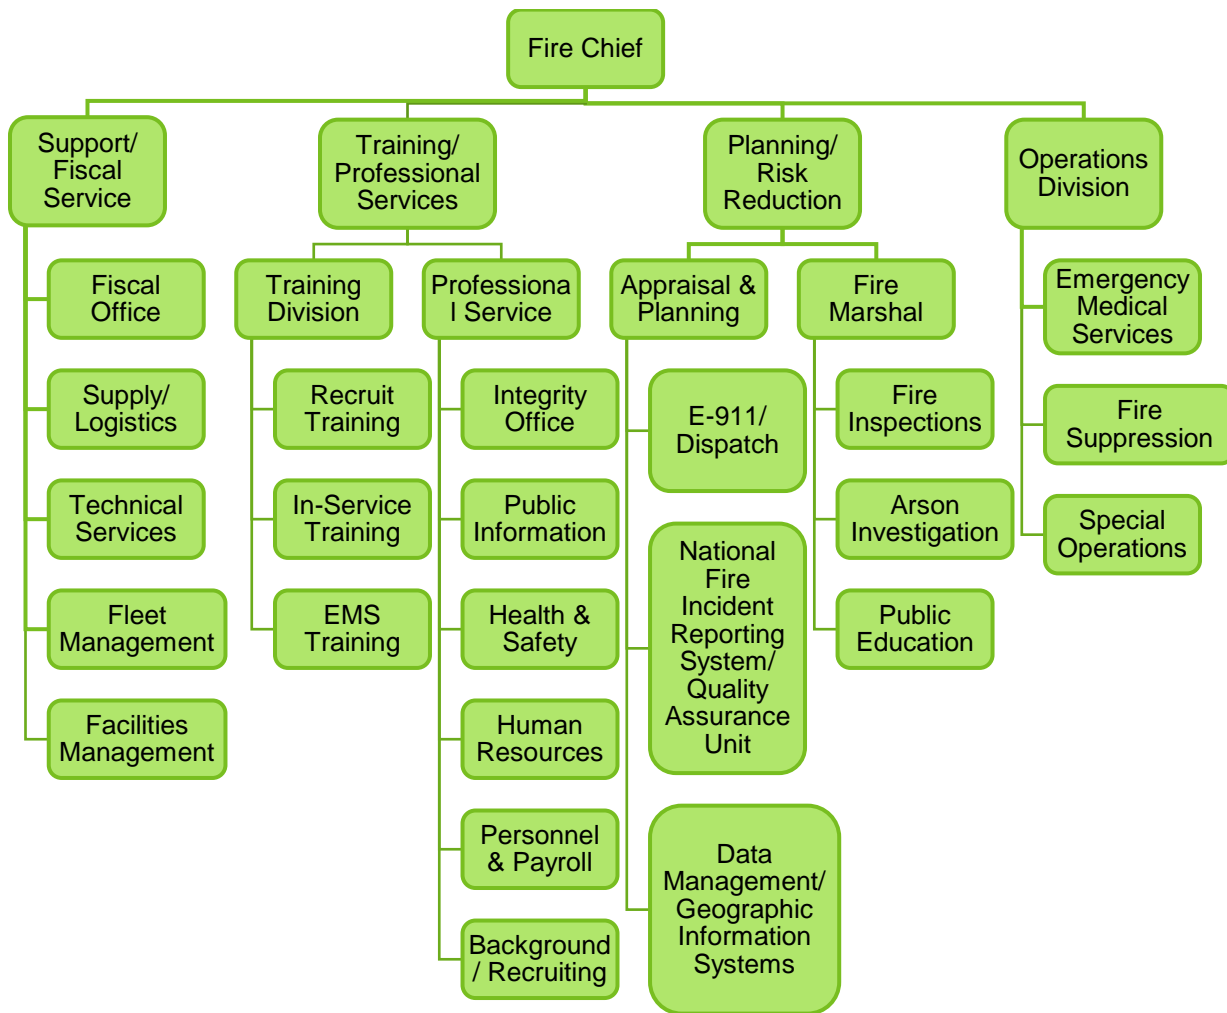 Fire Chief
Support/
Fiscal
Service
Training/
Professional
Services
Planning/
Risk
Reduction
Operations
Division
Fiscal
Office
Supply/
Logistics
Technical
Services
Fleet
Management
Facilities
Management
Training
Division
Recruit
Training
In-Service
Training
EMS
Training
Professiona
l Service
Integrity
Office
Public
Information
Health &
Safety
Human
Resources
Personnel
& Payroll
Background
/ Recruiting
Appraisal &
Planning
E-911/
Dispatch
National
Fire
Incident
Reporting
System/
Quality
Assurance
Unit
Data
Management/
Geographic
Information
Systems
Fire
Marshal
Fire
Inspections
Arson
Investigation
Public
Education
Emergency
Medical
Services
Fire
Suppression
Special
Operations